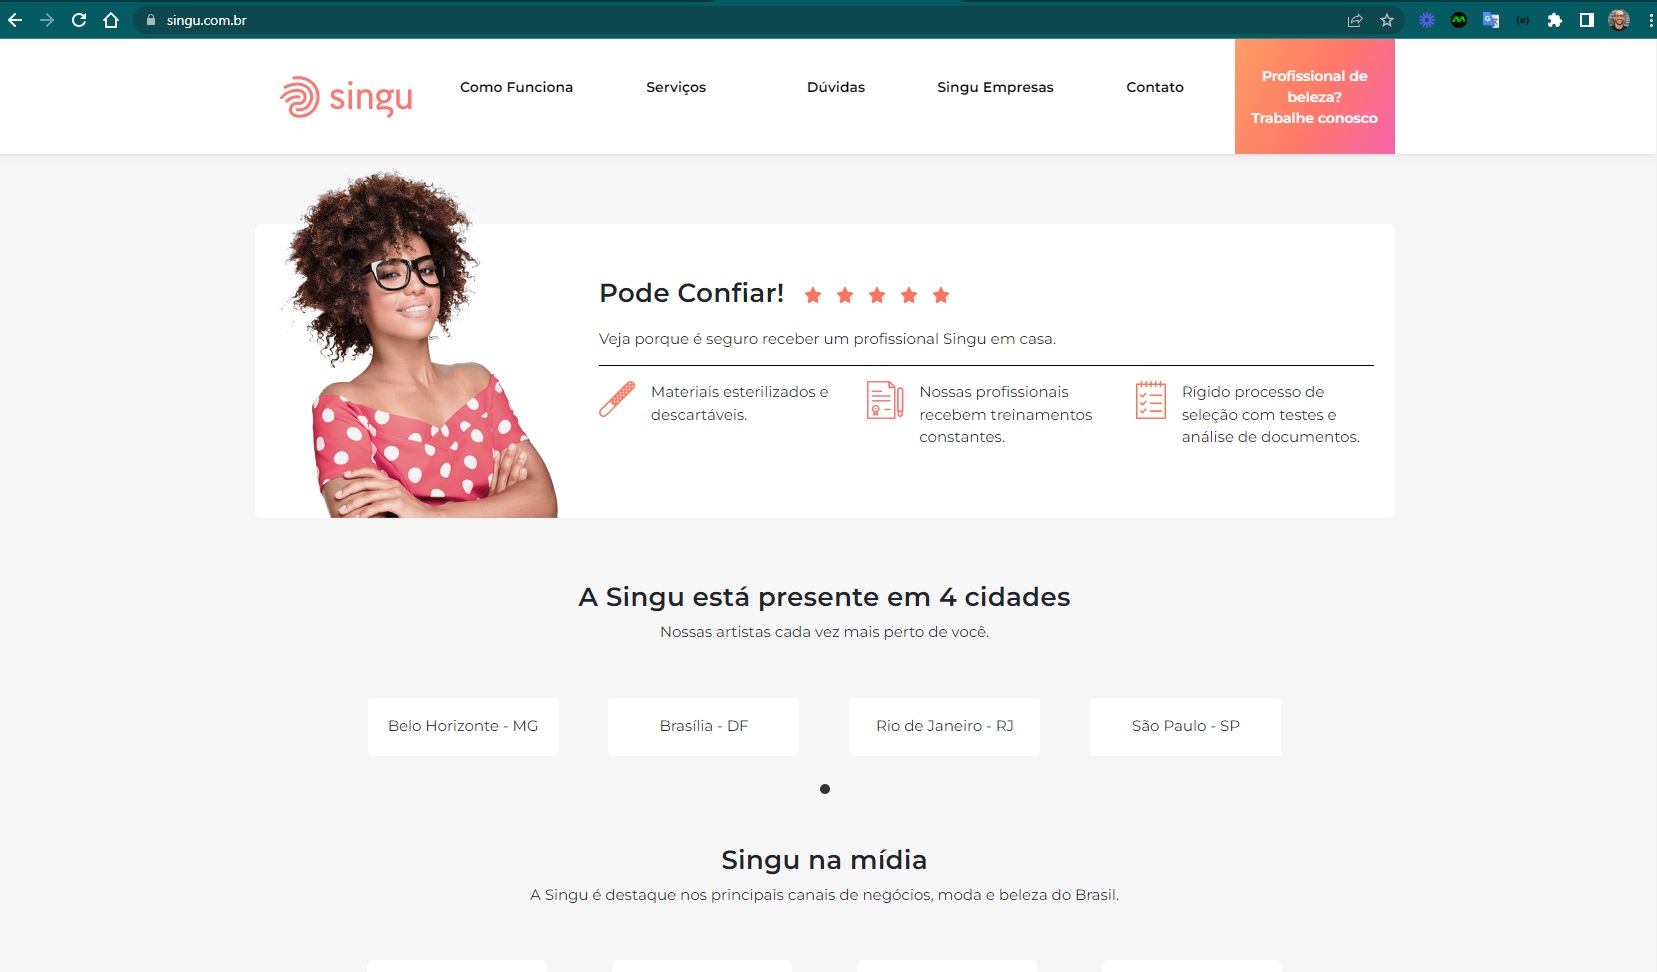 singu.com.br
singu
Como Funciona
Serviços
Dúvidas
Singu Empresas
Contato
Profissional de
beleza?
Trabalhe conosco
Pode Confiar!
Veja porque é seguro receber um profissional Singu em casa.
Materiais esterilizados e
descartáveis.
Nossas profissionais
recebem treinamentos
constantes.
Rígido processo de
seleção com testes e
análise de documentos.
A Singu está presente em 4 cidades
Nossas artistas cada vez mais perto de você.
Belo Horizonte - MG
Brasília - DF
Rio de Janeiro - RJ
São Paulo - SP
Singu na mídia
A Singu é destaque nos principais canais de negócios, moda e beleza do Brasil.